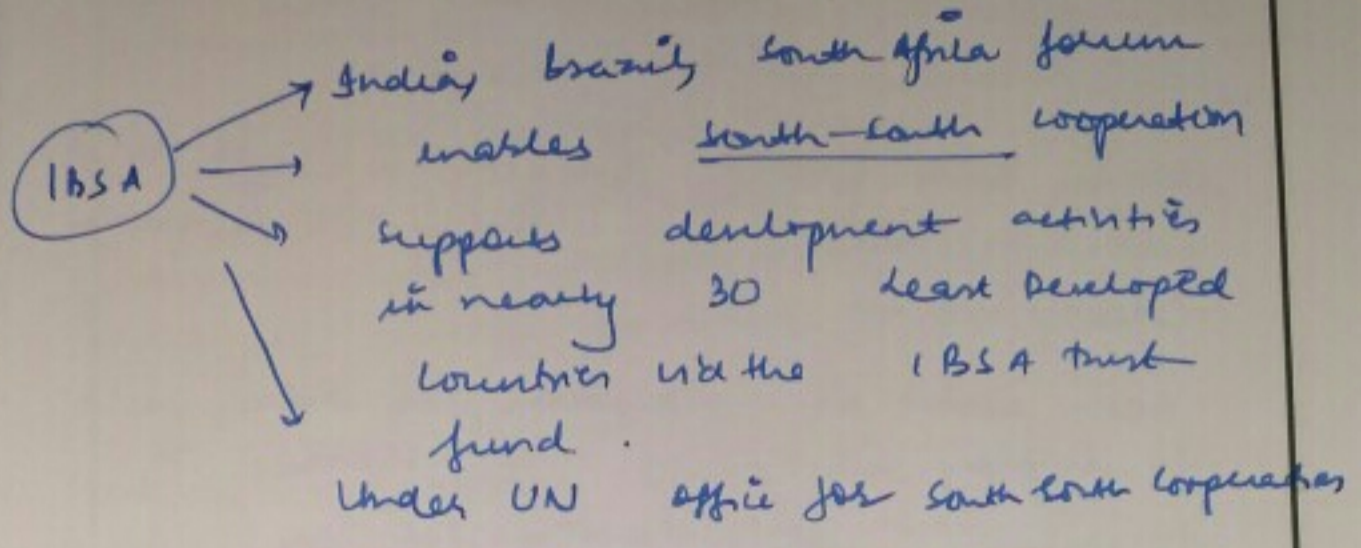 IBSA
India, brazil, South Africa forum
enables south-south cooperation
supports development activities
in nearly 30 Least Developed
countries via the IBSA trust
fund.
Under UN office for South South Cooperation